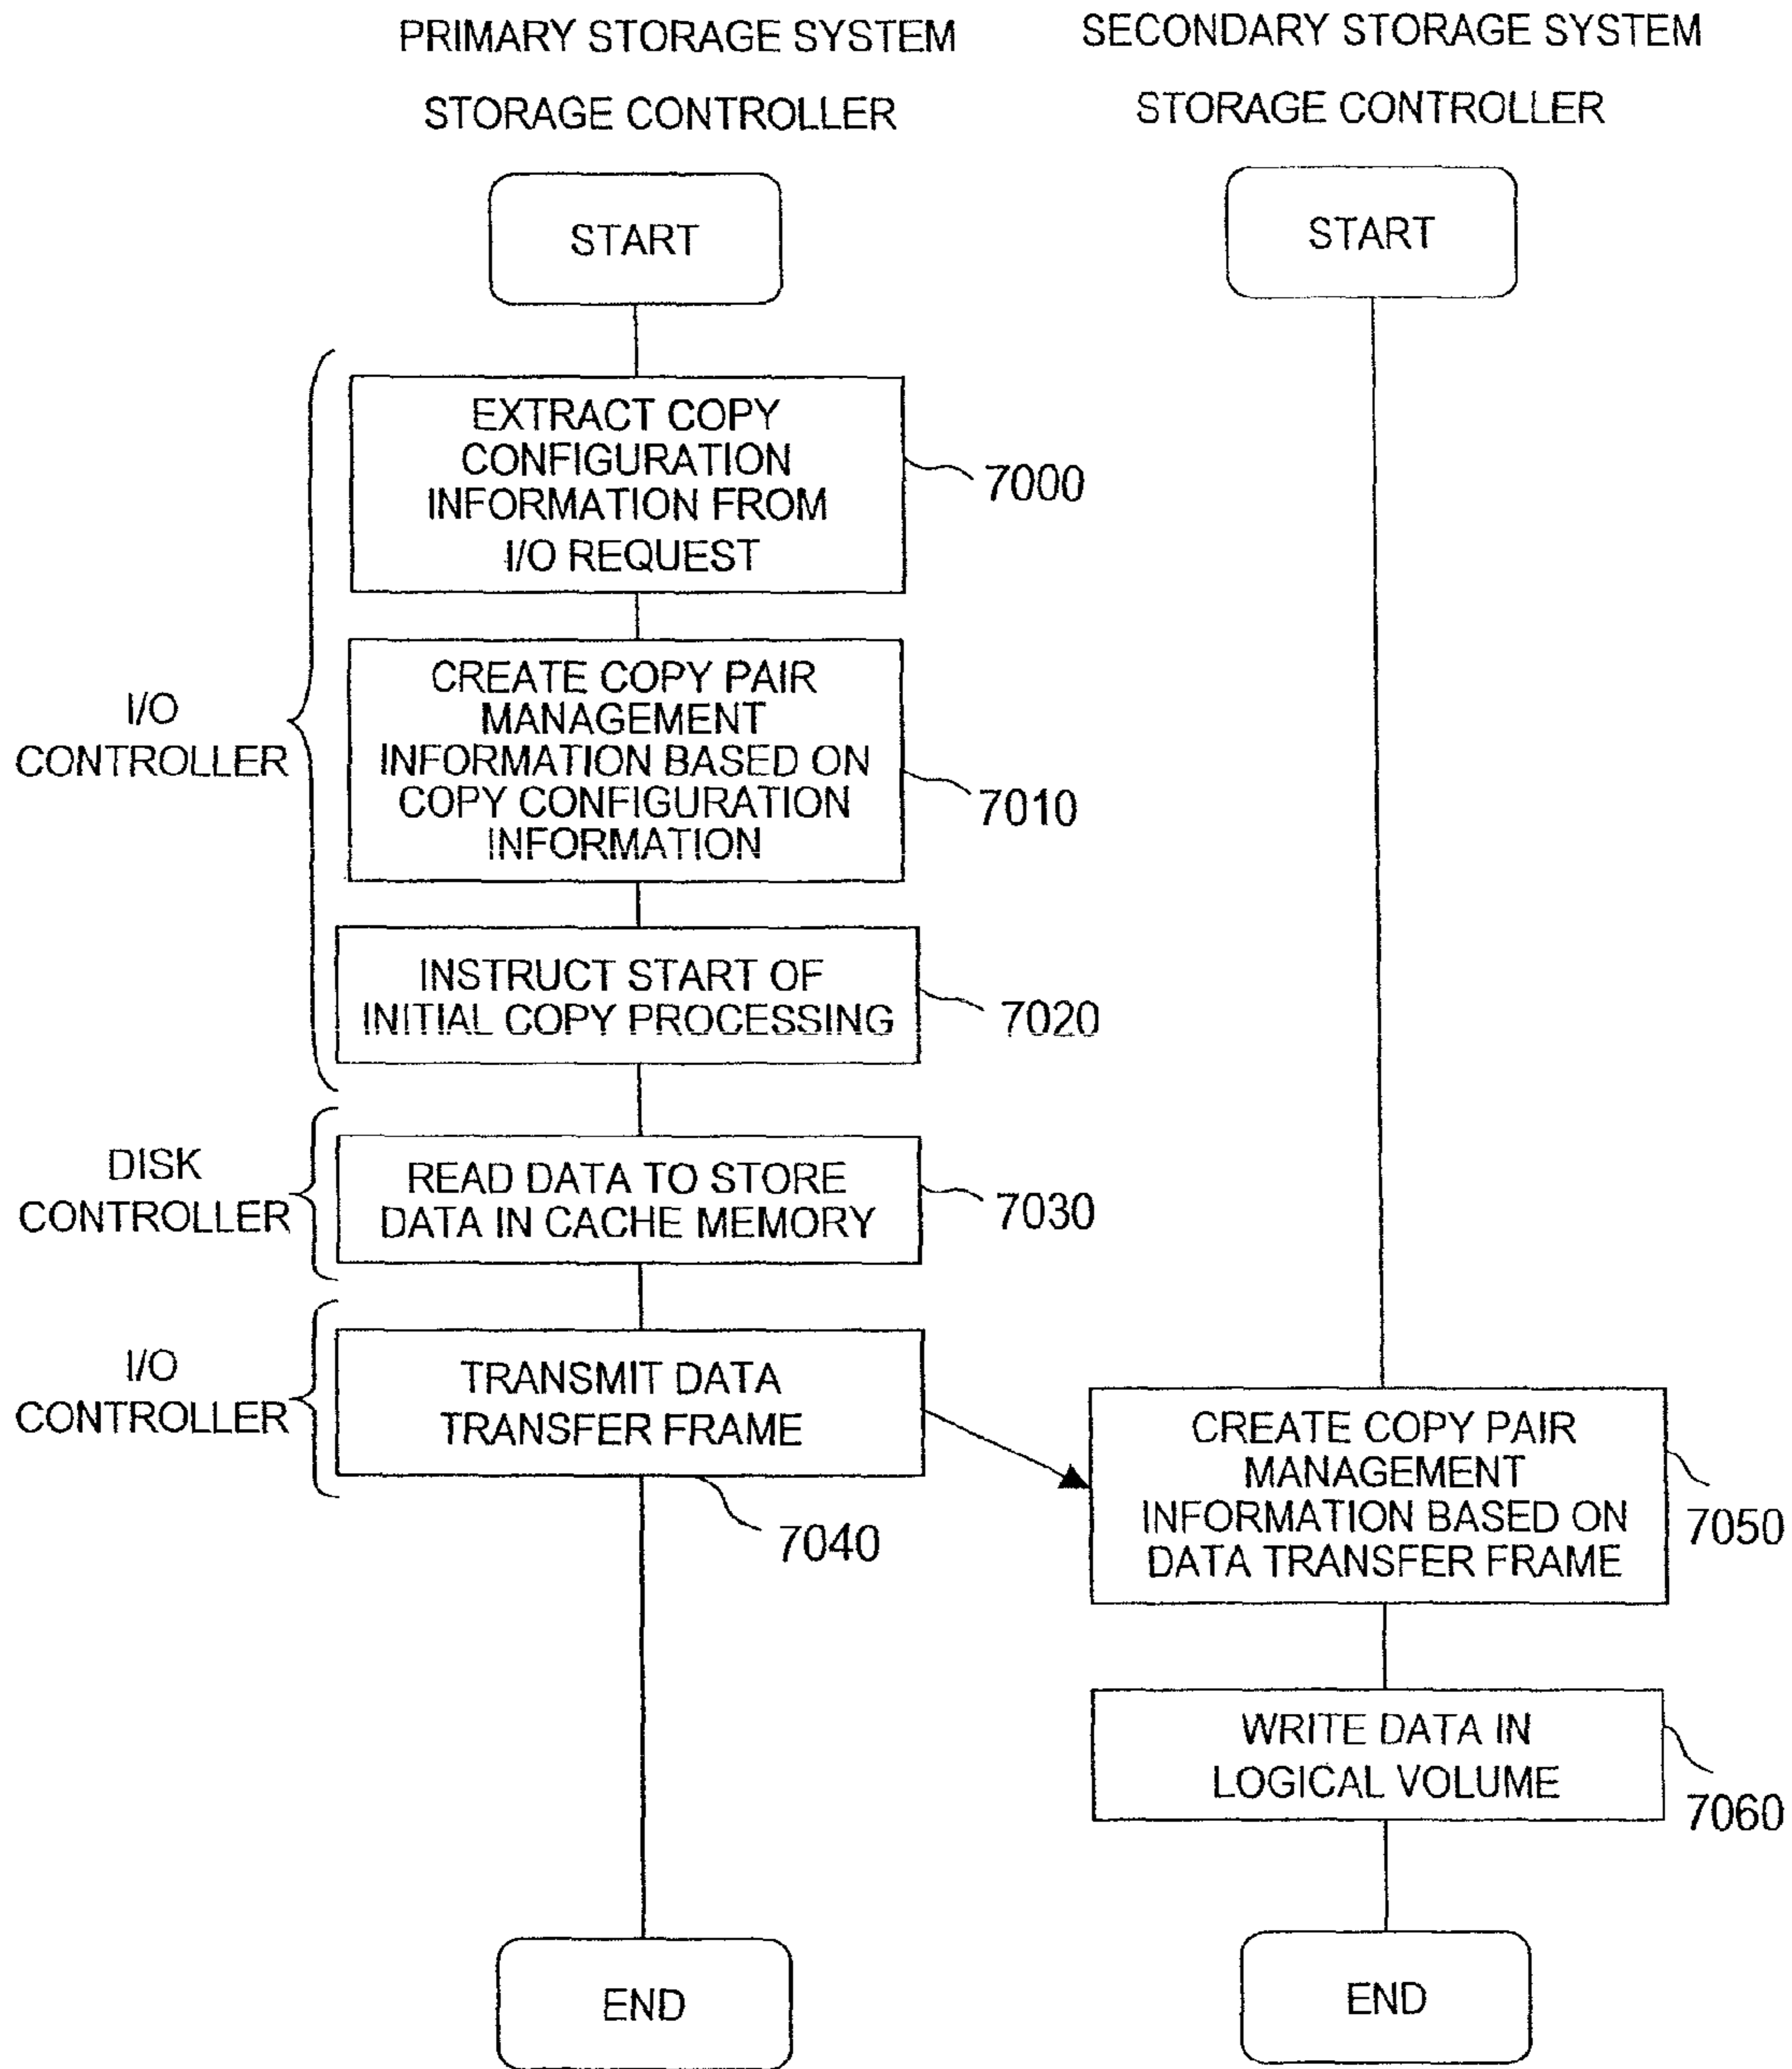 PRIMARY STORAGE SYSTEM
STORAGE CONTROLLER
SECONDARY STORAGE SYSTEM
STORAGE CONTROLLER
START
START
EXTRACT COPY
CONFIGURATION
INFORMATION FROM
I/O REQUEST
7000
I/O
CONTROLLER
CREATE COPY PAIR
MANAGEMENT
INFORMATION BASED ON
COPY CONFIGURATION
INFORMATION
7010
INSTRUCT START OF
INITIAL COPY PROCESSING
7020
DISK
CONTROLLER
READ DATA TO STORE
DATA IN CACHE MEMORY
7030
I/O
CONTROLLER
TRANSMIT DATA
TRANSFER FRAME
7040
CREATE COPY PAIR
MANAGEMENT
INFORMATION BASED ON
DATA TRANSFER FRAME
7050
WRITE DATA IN
LOGICAL VOLUME
7060
END
END